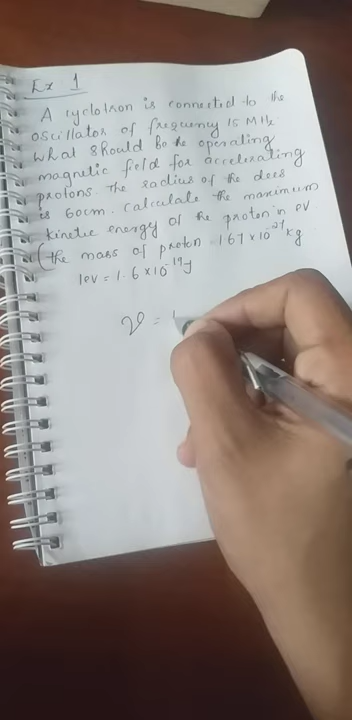 Ex 1
A cyclotron is connected to the
oscillator of frequency 15 MHz
What should be the operating
magnetic field for accelerating
protons. The radius of the dees
is 60cm. calculate the maximum
kinetic energy of the proton in eV.
(the mass of proton = 1.67 × 10⁻²⁷ kg
1eV = 1.6 × 10⁻¹⁹ J
ν =